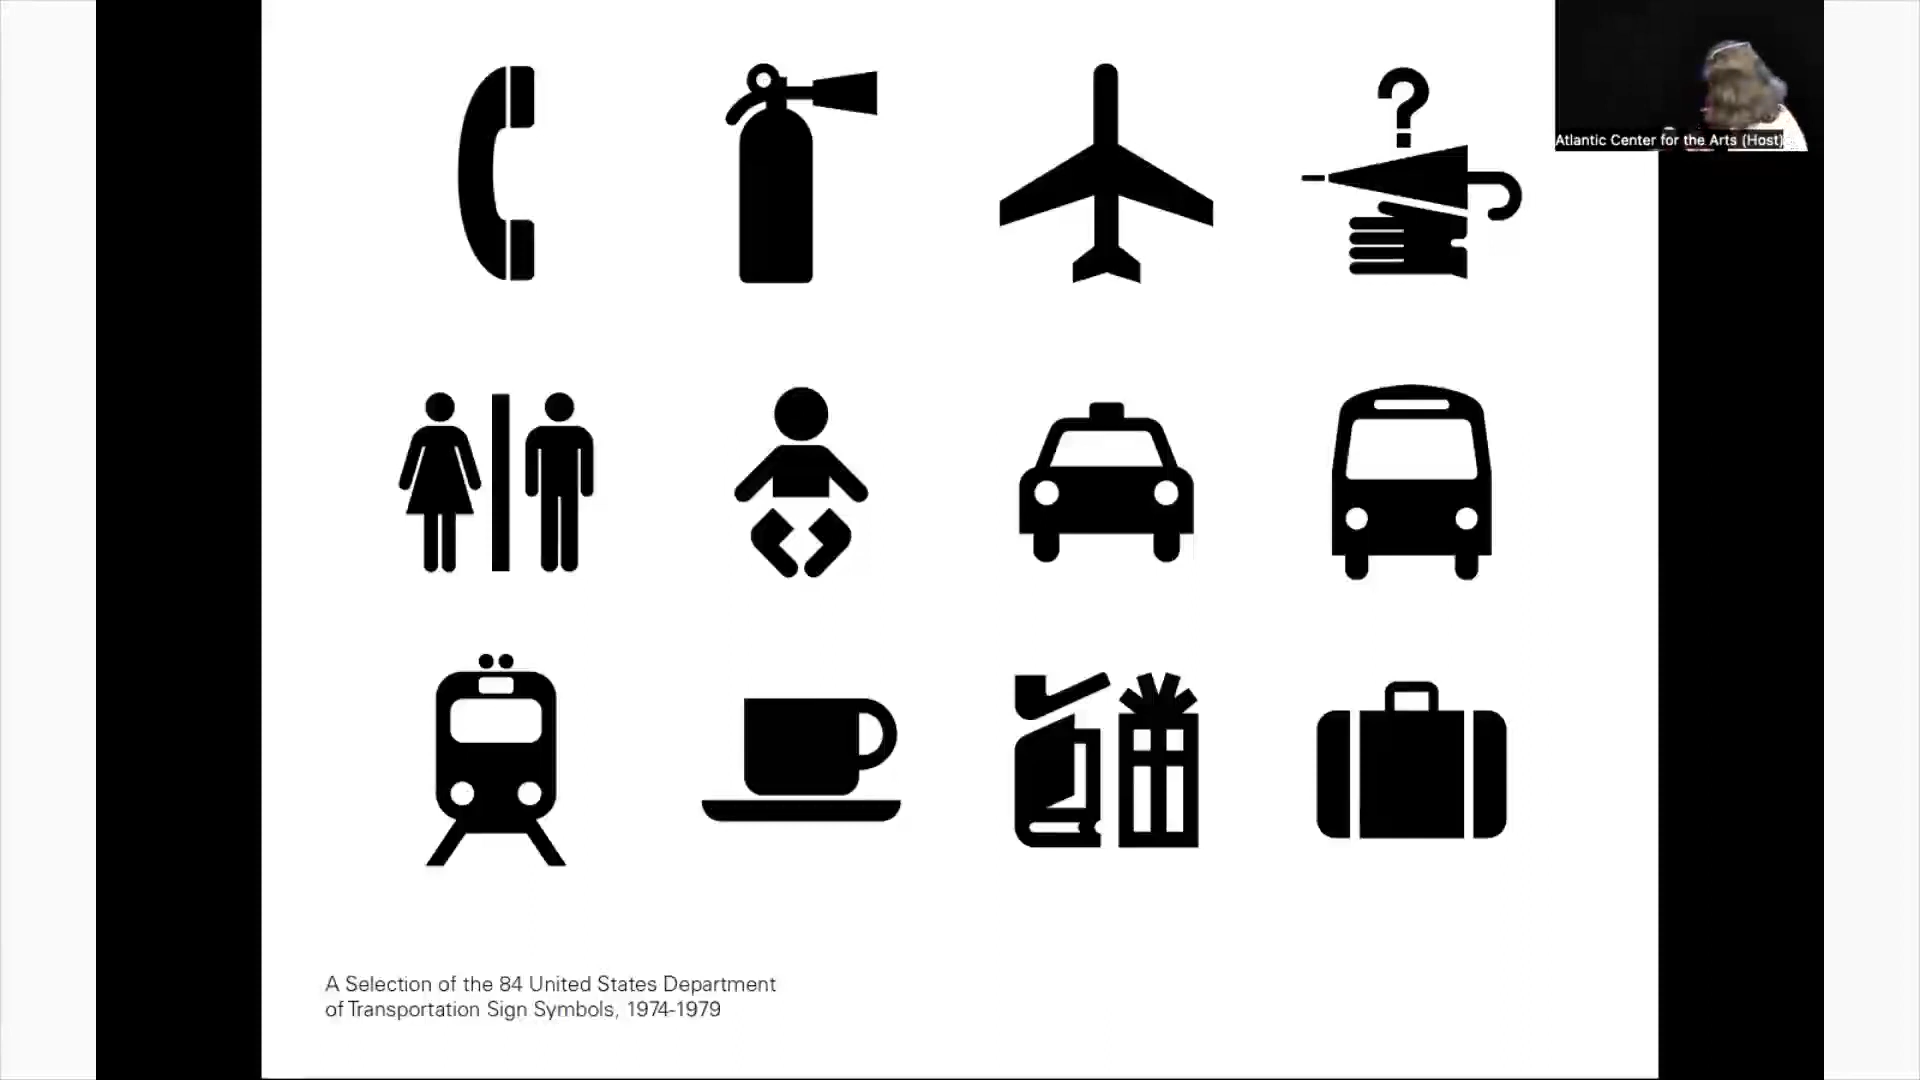 ?
Atlantic Center for the Arts (Host)
A Selection of the 84 United States Department
of Transportation Sign Symbols, 1974-1979